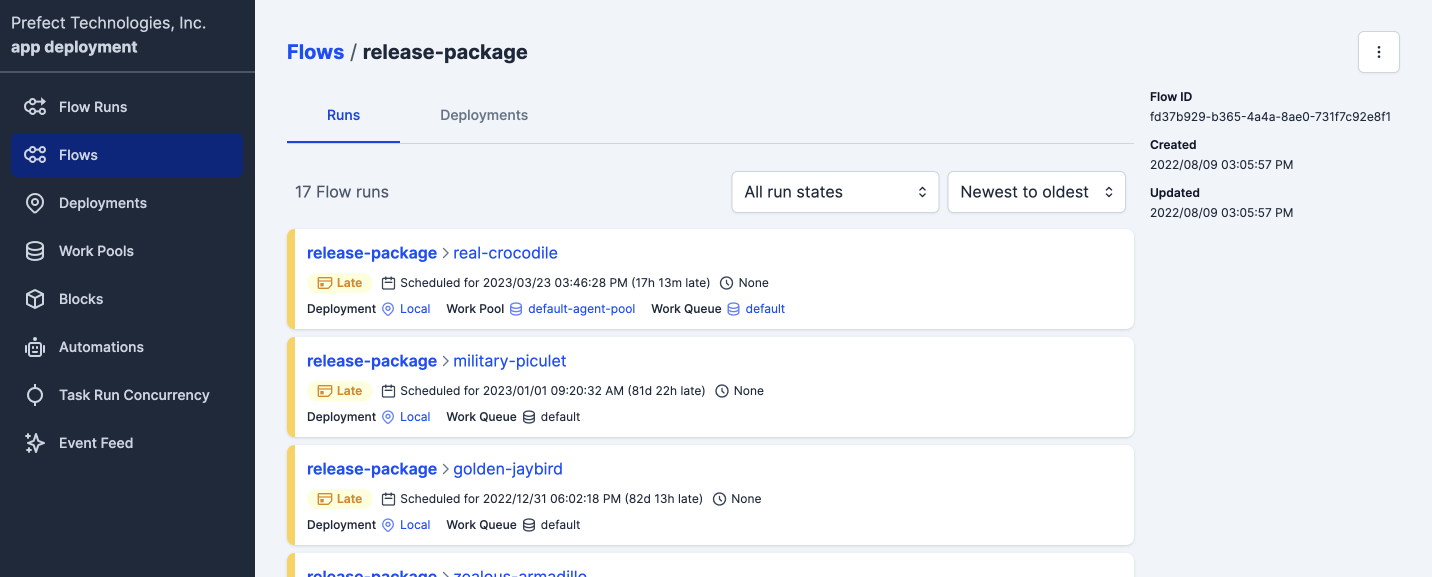 Prefect Technologies, Inc.
app deployment
Flow Runs
Flows
Deployments
Work Pools
Blocks
Automations
Task Run Concurrency
Event Feed
Flows / release-package
Runs Deployments
17 Flow runs All run states Newest to oldest
release-package > real-crocodile
Late Scheduled for 2023/03/23 03:46:28 PM (17h 13m late) None
Deployment Local Work Pool default-agent-pool Work Queue default
release-package > military-piculet
Late Scheduled for 2023/01/01 09:20:32 AM (81d 22h late) None
Deployment Local Work Queue default
release-package > golden-jaybird
Late Scheduled for 2022/12/31 06:02:18 PM (82d 13h late) None
Deployment Local Work Queue default
release-package > zealous-armadillo
Flow ID
fd37b929-b365-4a4a-8ae0-731f7c92e8f1
Created
2022/08/09 03:05:57 PM
Updated
2022/08/09 03:05:57 PM